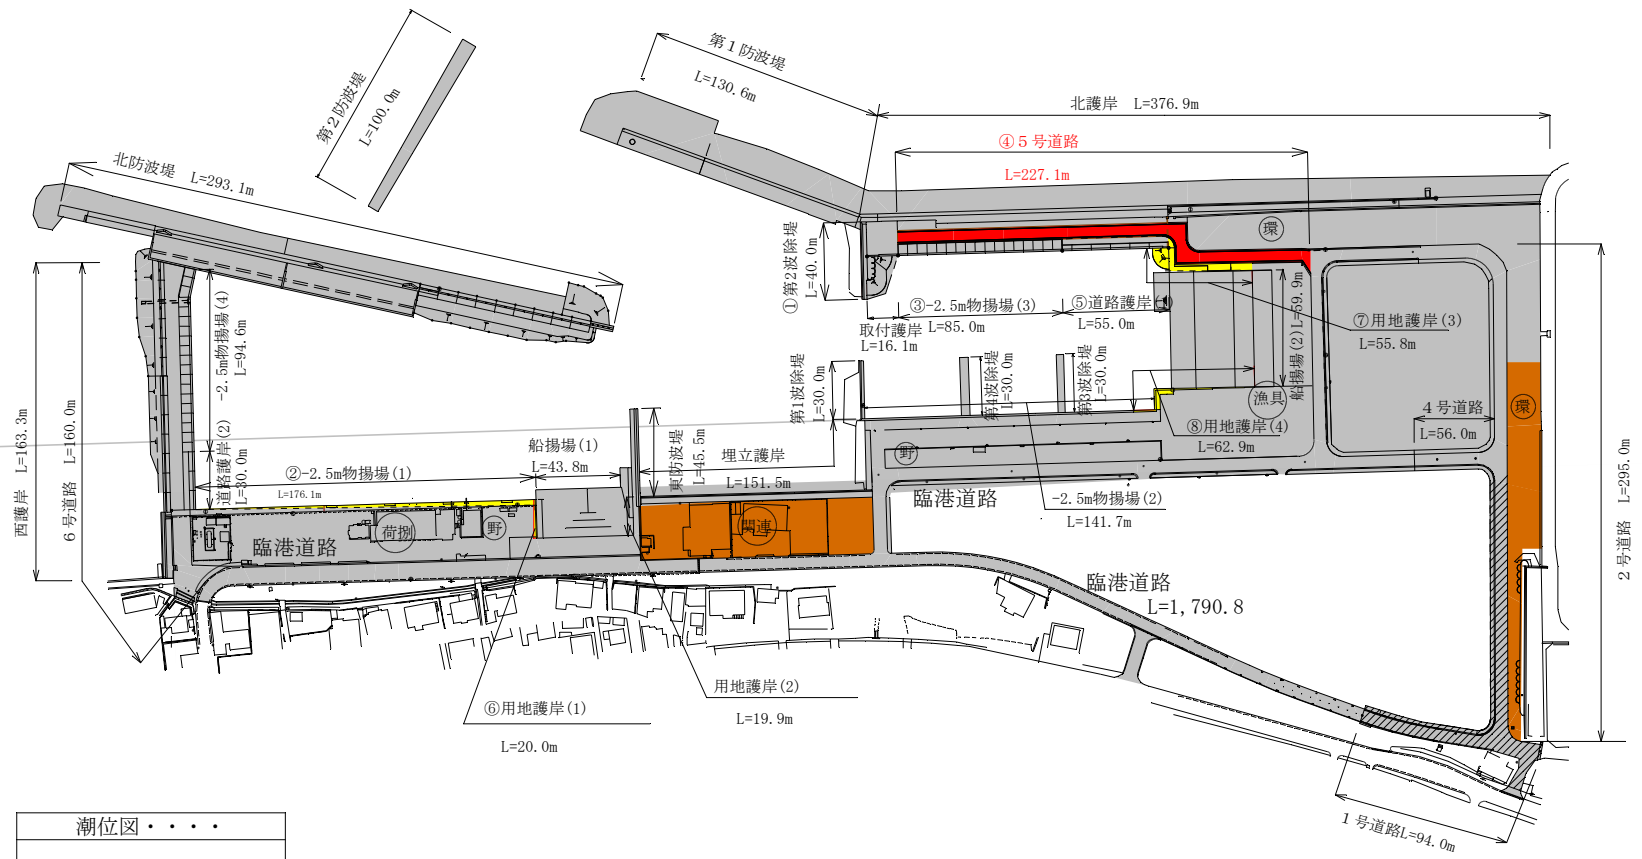 第１防波堤
L=130.6m
第２防波堤
L=100.0m
北防波堤 L=293.1m
北護岸 L=376.9m
④５号道路
L=227.1m
環
①第2波除堤
L=40.0m
③-2.5m物揚場(3)
L=85.0m
取付護岸
L=16.1m
⑤道路護岸(
L=55.0m
船揚場(2)L=59.9m
⑦用地護岸(3)
L=55.8m
-2.5m物揚場(4)
L=94.6m
道路護岸(2)
L=30.0m
西護岸 L=163.3m
６号道路 L=160.0m
第1波除堤
L=30.0m
第4波除堤
L=30.0m
第3波除堤
L=30.0m
漁具
環
４号道路
L=56.0m
⑧用地護岸(4)
L=62.9m
野
２号道路 L=295.0m
②-2.5m物揚場(1)
L=176.1m
船揚場(1)
L=43.8m
東防波堤
L=45.5m
埋立護岸
L=151.5m
臨港道路
-2.5m物揚場(2)
L=141.7m
荷捌
野
関連
臨港道路
臨港道路
L=1,790.8
用地護岸(2)
L=19.9m
⑥用地護岸(1)
L=20.0m
１号道路L=94.0m
潮位図・・・・